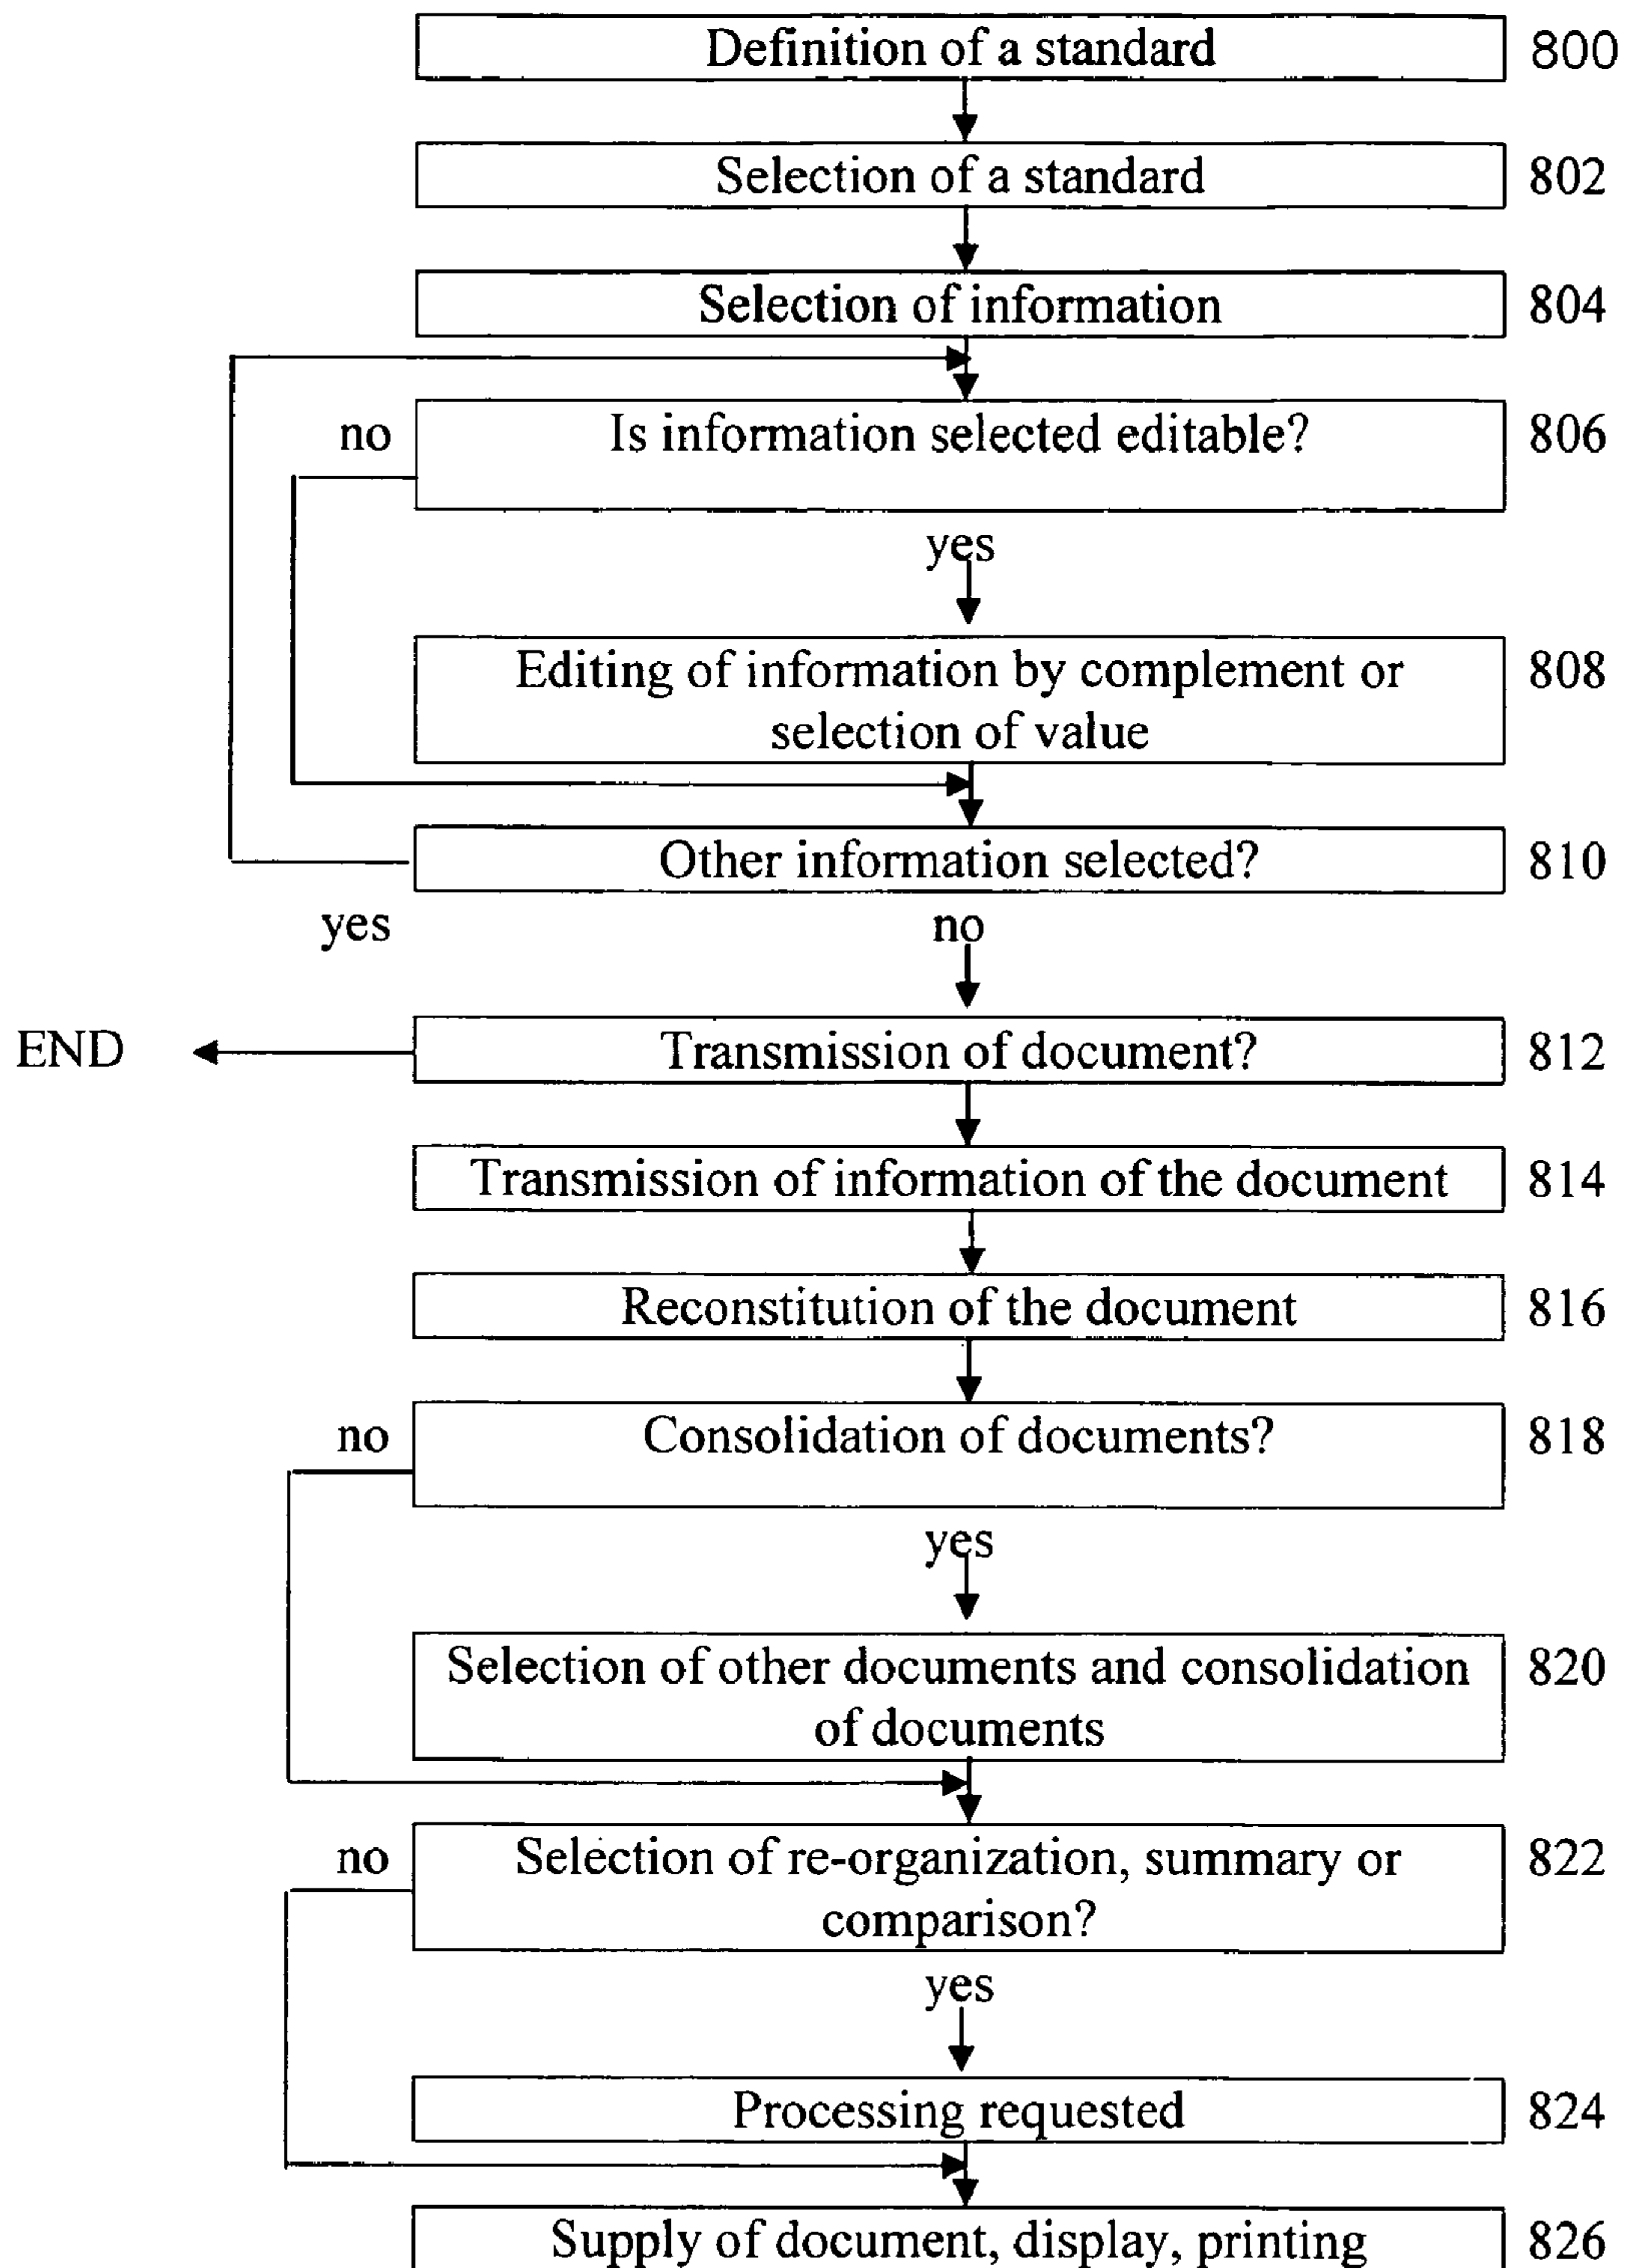 Definition of a standard 800
Selection of a standard 802
Selection of information 804
no Is information selected editable? 806
yes
Editing of information by complement or 808
selection of value
Other information selected? 810
yes no
END Transmission of document? 812
Transmission of information of the document 814
Reconstitution of the document 816
no Consolidation of documents? 818
yes
Selection of other documents and consolidation 820
of documents
no Selection of re-organization, summary or 822
comparison?
yes
Processing requested 824
Supply of document, display, printing 826